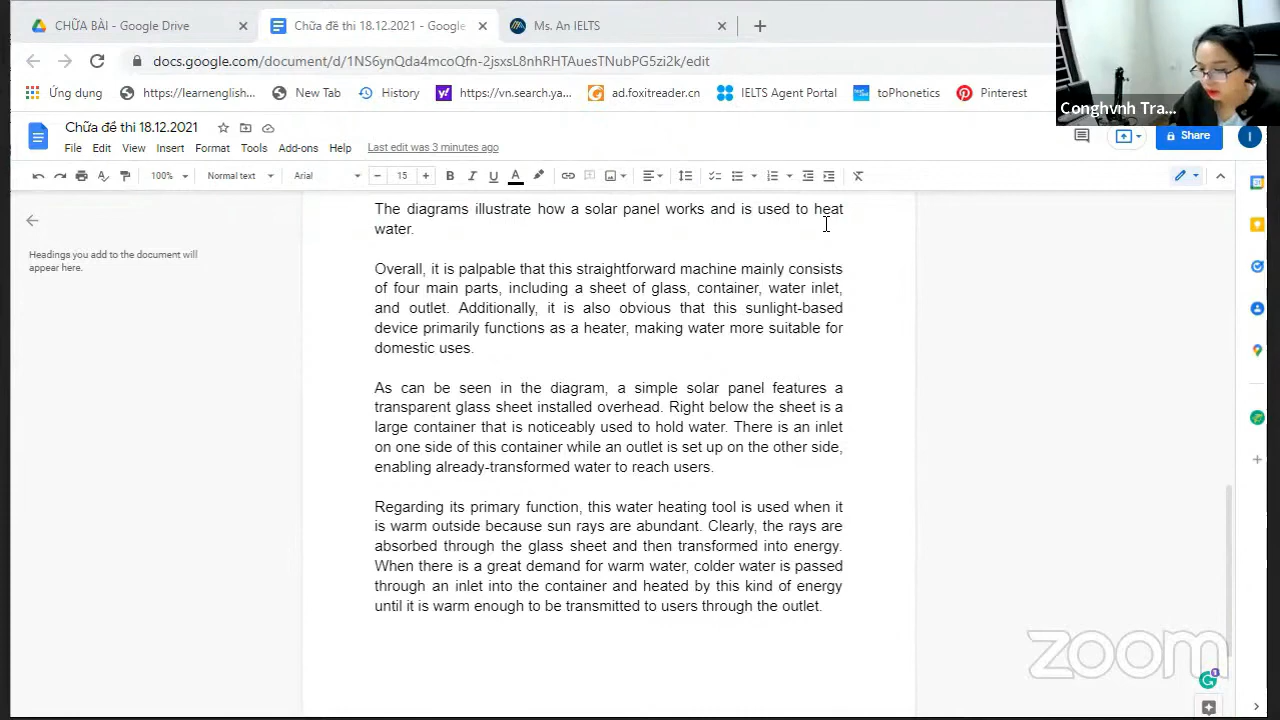 CHỮA BÀI - Google Drive
Chữa đề thi 18.12.2021 - Google
Ms. An IELTS
docs.google.com/document/d/1NS6ynQda4mcoQfn-2jsxsL8nhRHTAuesTNubPG5zi2k/edit
Ứng dụng https://learnenglish... New Tab History https://vn.search.ya... ad.foxitreader.cn IELTS Agent Portal toPhonetics Pinterest
Conghvnh Tra...
Chữa đề thi 18.12.2021
Share
I
File Edit View Insert Format Tools Add-ons Help Last edit was 3 minutes ago
100% Normal text Arial 15 B I U A
The diagrams illustrate how a solar panel works and is used to heat
water.
Headings you add to the document will
appear here.
Overall, it is palpable that this straightforward machine mainly consists
of four main parts, including a sheet of glass, container, water inlet,
and outlet. Additionally, it is also obvious that this sunlight-based
device primarily functions as a heater, making water more suitable for
domestic uses.
As can be seen in the diagram, a simple solar panel features a
transparent glass sheet installed overhead. Right below the sheet is a
large container that is noticeably used to hold water. There is an inlet
on one side of this container while an outlet is set up on the other side,
enabling already-transformed water to reach users.
Regarding its primary function, this water heating tool is used when it
is warm outside because sun rays are abundant. Clearly, the rays are
absorbed through the glass sheet and then transformed into energy.
When there is a great demand for warm water, colder water is passed
through an inlet into the container and heated by this kind of energy
until it is warm enough to be transmitted to users through the outlet.
zoom